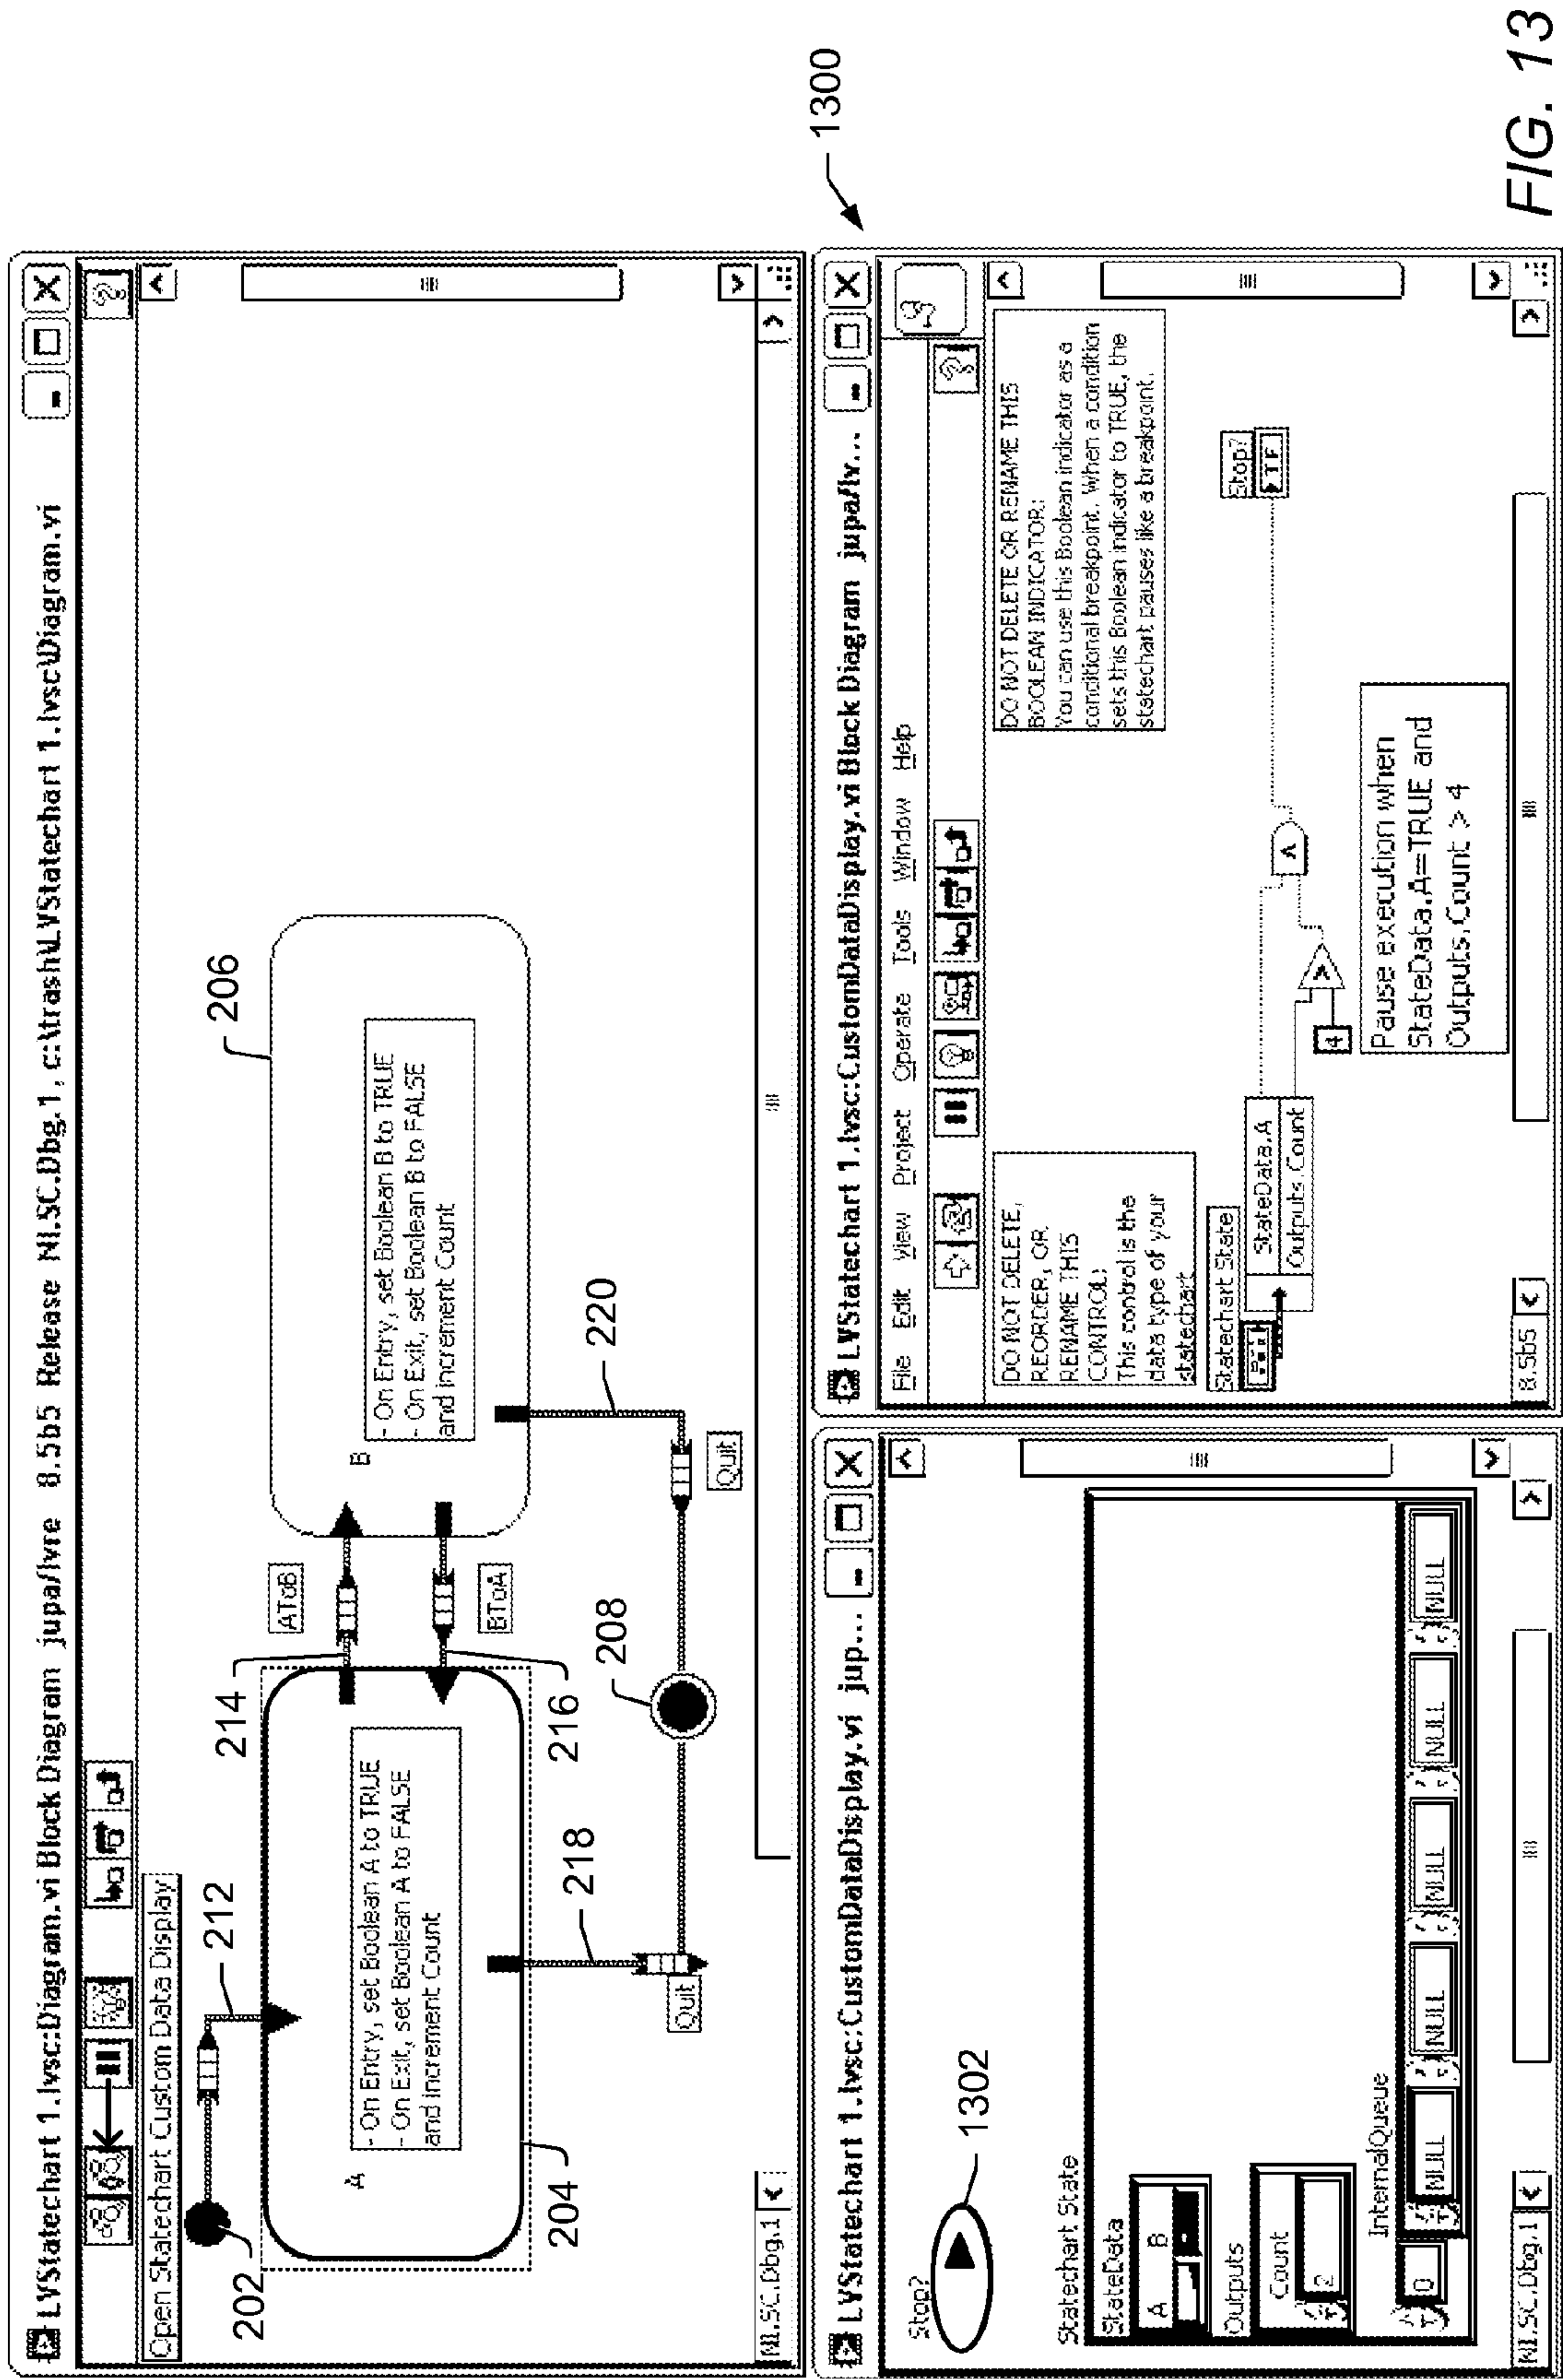 LVStatechart 1.lvsc:Diagram.vi Block Diagram jupa/lvre 8.5b5 Release NI.SC.Dbg.1, c:\trash\LVStatechart 1.lvsc\Diagram.vi
Open Statechart Custom Data Display
202
212
A
- On Entry, set Boolean A to TRUE
- On Exit, set Boolean A to FALSE
and increment Count
204
214
AToB
216
BToA
206
B
- On Entry, set Boolean B to TRUE
- On Exit, set Boolean B to FALSE
and increment Count
218
Quit
208
220
Quit
NI.SC.Dbg.1
LVStatechart 1.lvsc:CustomDataDisplay.vi jup...
Stop?
1302
Statechart State
StateData
A B
Outputs
Count
2
InternalQueue
0
NULL NULL NULL NULL NULL
NI.SC.Dbg.1
1300
LVStatechart 1.lvsc:CustomDataDisplay.vi Block Diagram jupa/lv...
File Edit View Project Operate Tools Window Help
DO NOT DELETE,
REORDER, OR
RENAME THIS
CONTROL!
This control is the
data type of your
statechart
DO NOT DELETE OR RENAME THIS
BOOLEAN INDICATOR!
You can use this Boolean indicator as a
conditional breakpoint. When a condition
sets this Boolean indicator to TRUE, the
statechart pauses like a breakpoint.
Statechart State
StateData.A
Outputs.Count
4
>
Stop?
TF
Pause execution when
StateData.A=TRUE and
Outputs.Count > 4
8.5b5
FIG. 13